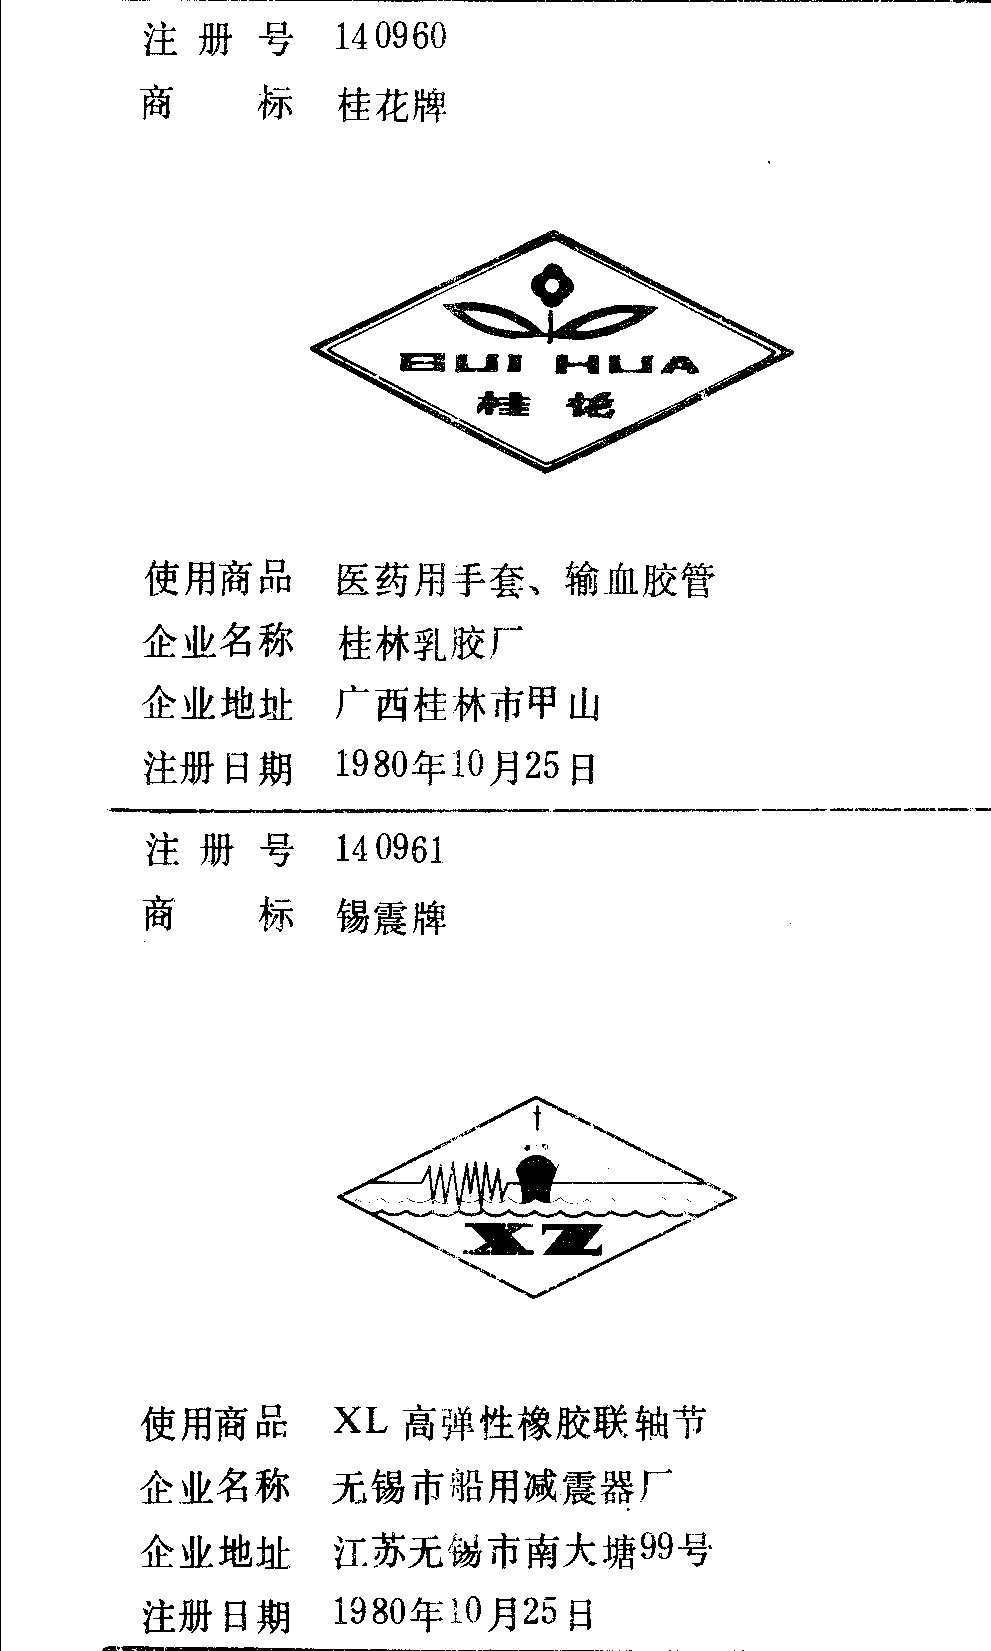 注册号 140960
商标 桂花牌
GUI HUA
桂花
使用商品 医药用手套、输血胶管
企业名称 桂林乳胶厂
企业地址 广西桂林市甲山
注册日期 1980年10月25日
注册号 140961
商标 锡震牌
XZ
使用商品 XL 高弹性橡胶联轴节
企业名称 无锡市船用减震器厂
企业地址 江苏无锡市南大塘99号
注册日期 1980年10月25日